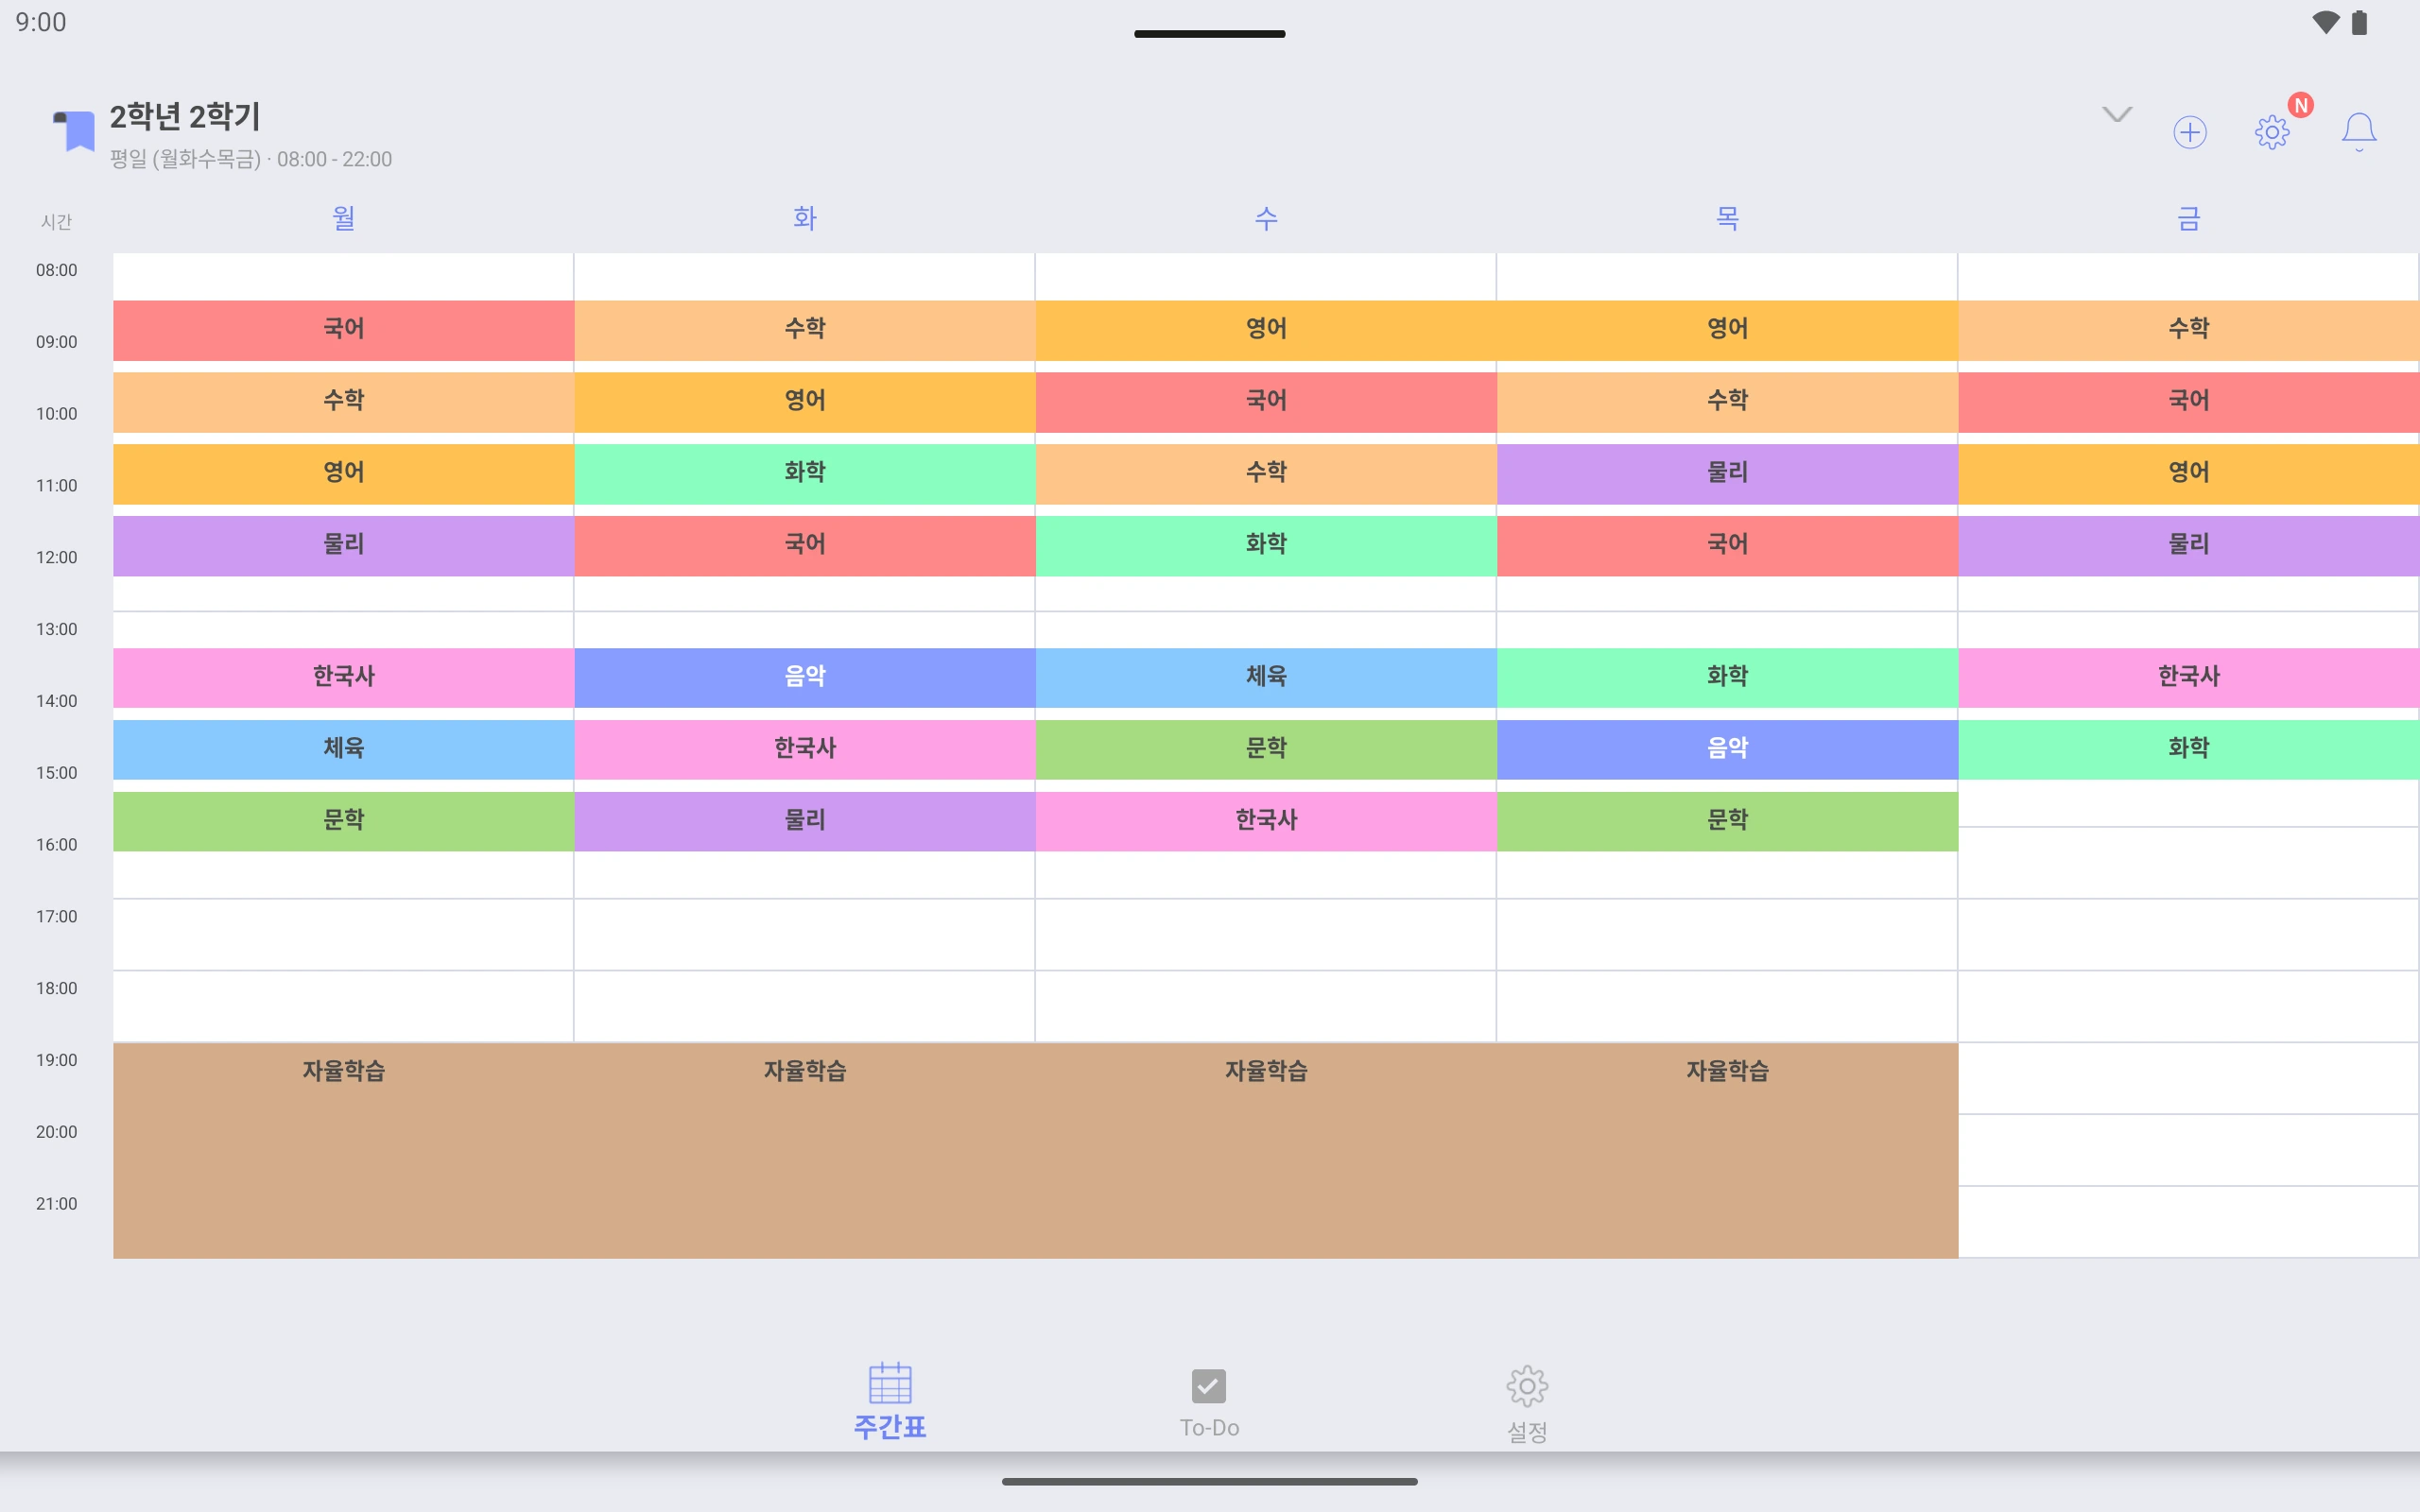 9:00
2학년 2학기
N
평일 (월화수목금) · 08:00 - 22:00
시간 월 화 수 목 금
08:00
국어 수학 영어 영어 수학
09:00
수학 영어 국어 수학 국어
10:00
영어 화학 수학 물리 영어
11:00
물리 국어 화학 국어 물리
12:00
13:00
한국사 음악 체육 화학 한국사
14:00
체육 한국사 문학 음악 화학
15:00
문학 물리 한국사 문학
16:00
17:00
18:00
19:00
자율학습 자율학습 자율학습 자율학습
20:00
21:00
주간표 To-Do 설정